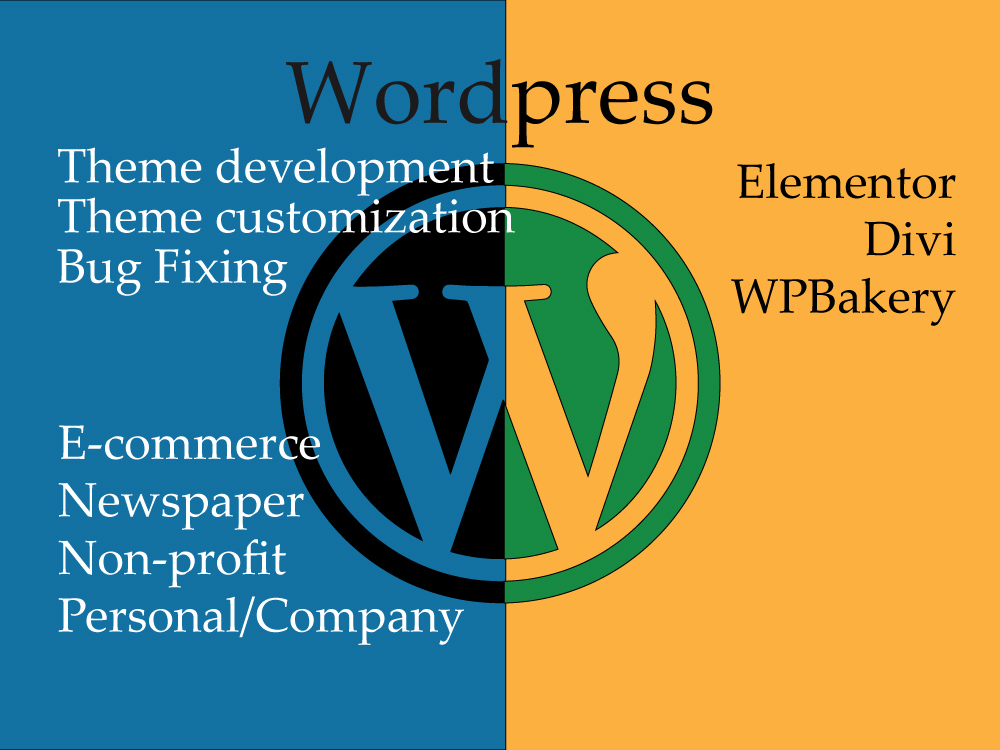 Wordpress
Theme development
Theme customization
Bug Fixing
Elementor
Divi
WPBakery
E-commerce
Newspaper
Non-profit
Personal/Company